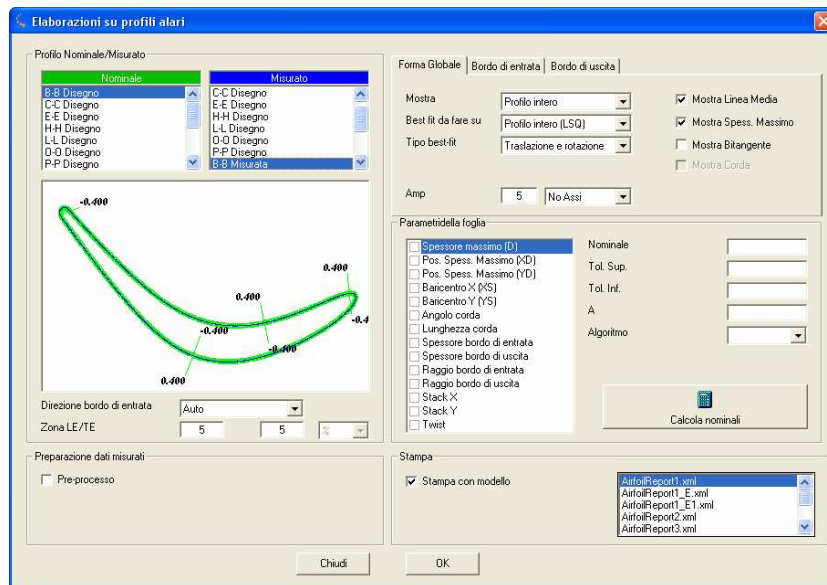 Elaborazioni su profili alari
Profilo Nominale/Misurato
Nominale
B-B Disegno
C-C Disegno
E-E Disegno
H-H Disegno
L-L Disegno
O-O Disegno
P-P Disegno
Misurato
C-C Disegno
E-E Disegno
H-H Disegno
L-L Disegno
O-O Disegno
P-P Disegno
B-B Misurata
-0.400
0.400
0.400
-0.4
-0.400
-0.400
0.400
Direzione bordo di entrata
Auto
Zona LE/TE
5
5
%
Preparazione dati misurati
Pre-processo
Forma Globale
Bordo di entrata
Bordo di uscita
Mostra
Profilo intero
Best fit da fare su
Profilo intero (LSQ)
Tipo best-fit
Traslazione e rotazione
Amp
5
No Assi
Mostra Linea Media
Mostra Spess. Massimo
Mostra Bitangente
Mostra Corda
Parametridella foglia
Spessore massimo (D)
Pos. Spess. Massimo (XD)
Pos. Spess. Massimo (YD)
Baricentro X (XS)
Baricentro Y (YS)
Angolo corda
Lunghezza corda
Spessore bordo di entrata
Spessore bordo di uscita
Raggio bordo di entrata
Raggio bordo di uscita
Stack X
Stack Y
Twist
Nominale
Tol. Sup.
Tol. Inf.
A
Algoritmo
Calcola nominali
Stampa
Stampa con modello
AirfoilReport1.xml
AirfoilReport1_E.xml
AirfoilReport1_E1.xml
AirfoilReport2.xml
AirfoilReport3.xml
Chiudi
OK